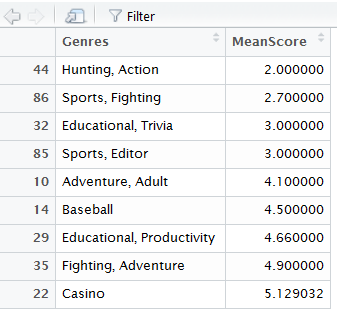 Filter
Genres MeanScore
44 Hunting, Action 2.000000
86 Sports, Fighting 2.700000
32 Educational, Trivia 3.000000
85 Sports, Editor 3.000000
10 Adventure, Adult 4.100000
14 Baseball 4.500000
29 Educational, Productivity 4.660000
35 Fighting, Adventure 4.900000
22 Casino 5.129032